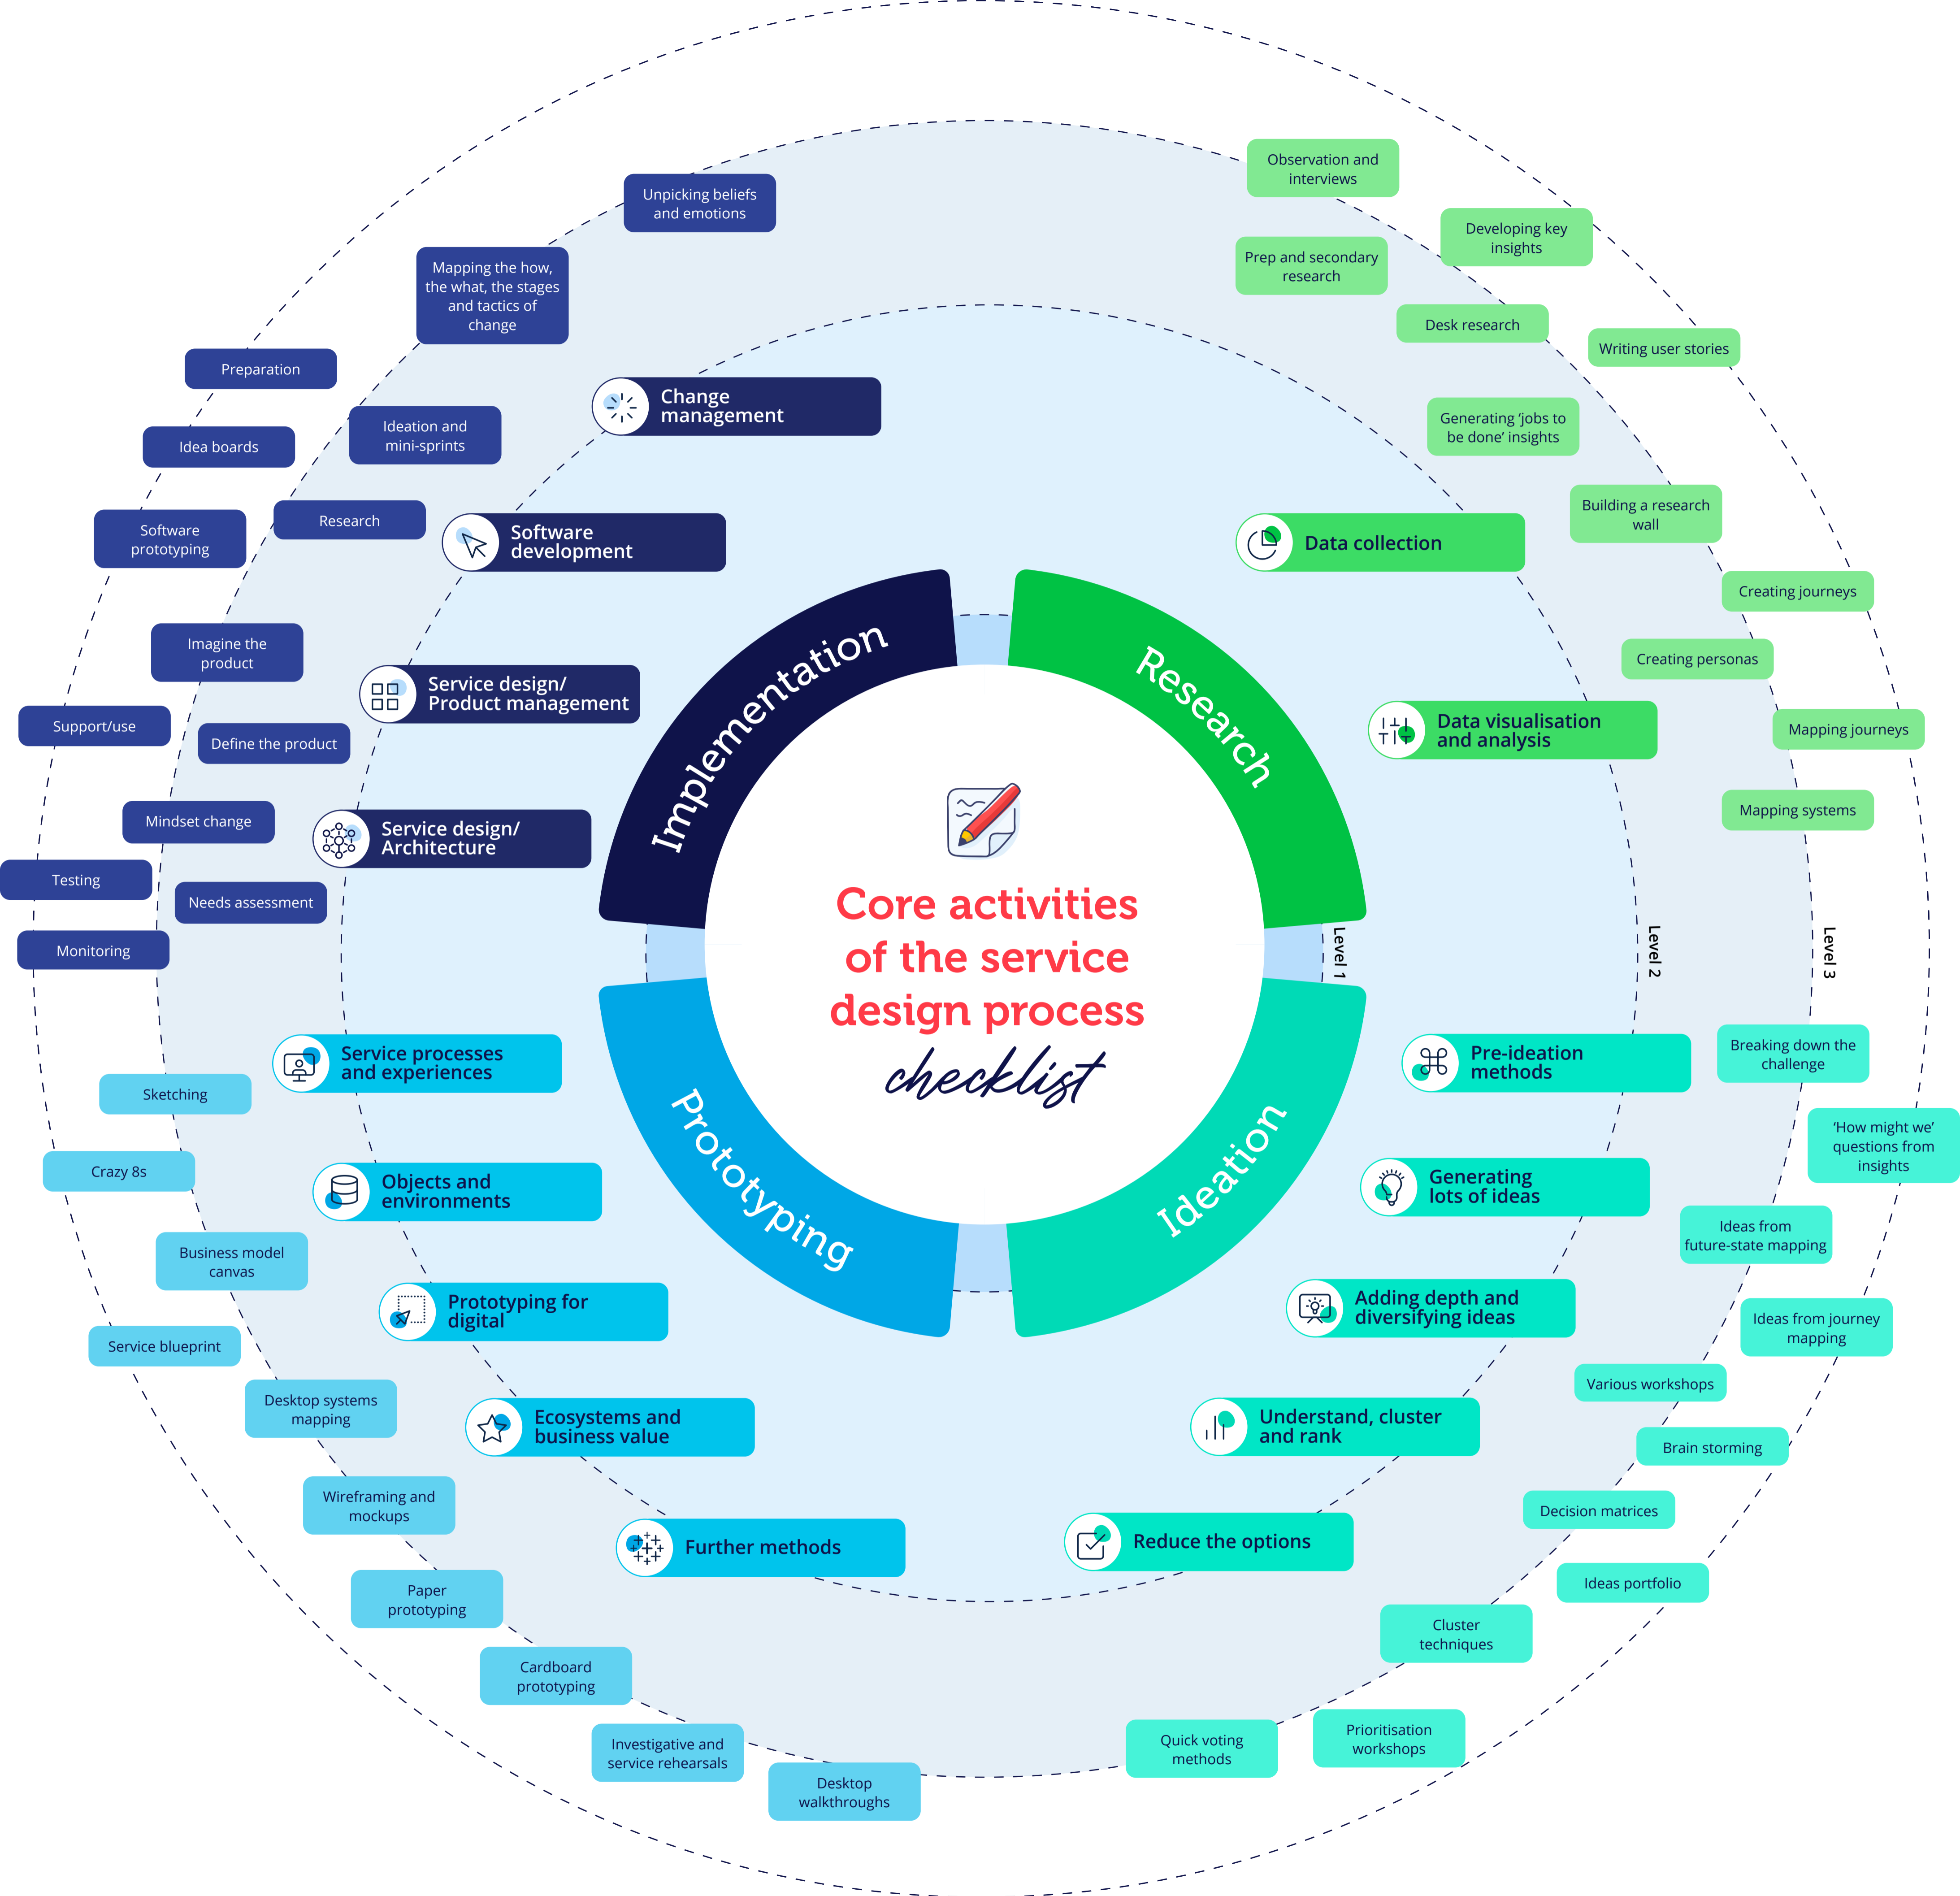 Core activities
of the service
design process
checklist
Implementation
Research
Prototyping
Ideation
Level 1
Level 2
Level 3
Change
management
Software
development
Service design/
Product management
Service design/
Architecture
Unpicking beliefs
and emotions
Mapping the how,
the what, the stages
and tactics of
change
Preparation
Ideation and
mini-sprints
Idea boards
Research
Software
prototyping
Imagine the
product
Support/use
Define the product
Mindset change
Testing
Needs assessment
Monitoring
Data collection
Data visualisation
and analysis
Observation and
interviews
Developing key
insights
Prep and secondary
research
Desk research
Writing user stories
Generating ‘jobs to
be done’ insights
Building a research
wall
Creating journeys
Creating personas
Mapping journeys
Mapping systems
Pre-ideation
methods
Generating
lots of ideas
Adding depth and
diversifying ideas
Understand, cluster
and rank
Reduce the options
Breaking down the
challenge
‘How might we’
questions from
insights
Ideas from
future-state mapping
Ideas from journey
mapping
Various workshops
Brain storming
Decision matrices
Ideas portfolio
Cluster
techniques
Prioritisation
workshops
Quick voting
methods
Service processes
and experiences
Objects and
environments
Prototyping for
digital
Ecosystems and
business value
Further methods
Sketching
Crazy 8s
Business model
canvas
Service blueprint
Desktop systems
mapping
Wireframing and
mockups
Paper
prototyping
Cardboard
prototyping
Investigative and
service rehearsals
Desktop
walkthroughs